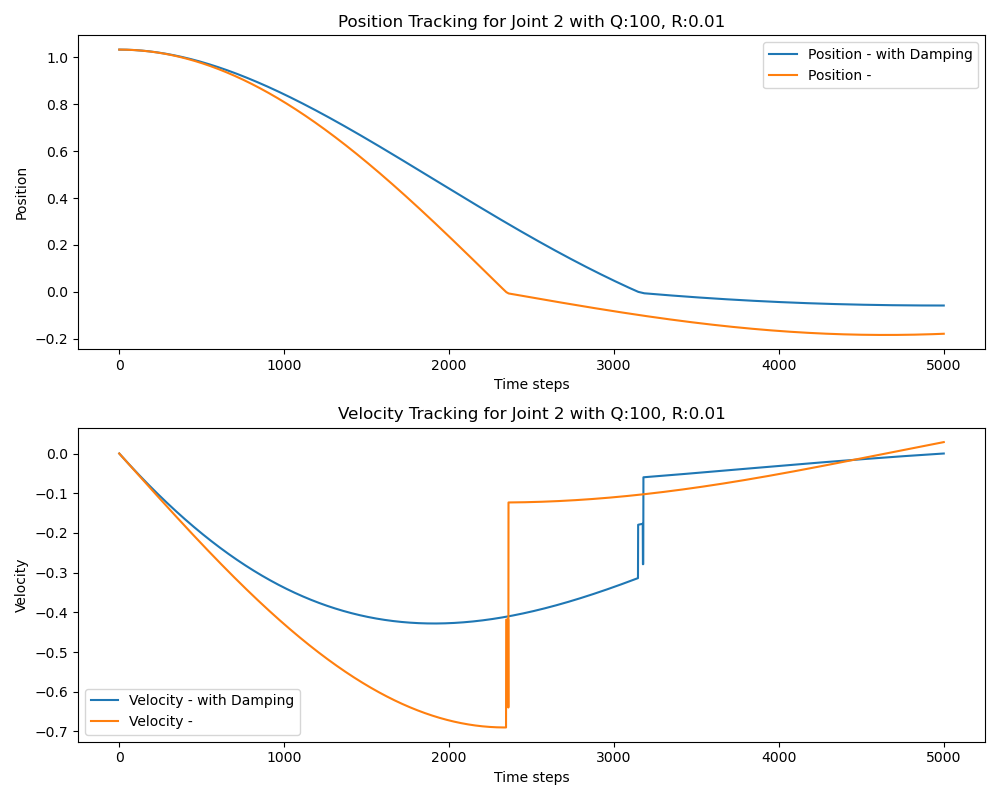 Position Tracking for Joint 2 with Q:100, R:0.01
Position - with Damping
Position -
1.0
0.8
0.6
0.4
0.2
0.0
−0.2
Position
0
1000
2000
3000
4000
5000
Time steps
Velocity Tracking for Joint 2 with Q:100, R:0.01
0.0
−0.1
−0.2
−0.3
−0.4
−0.5
−0.6
−0.7
Velocity
Velocity - with Damping
Velocity -
0
1000
2000
3000
4000
5000
Time steps